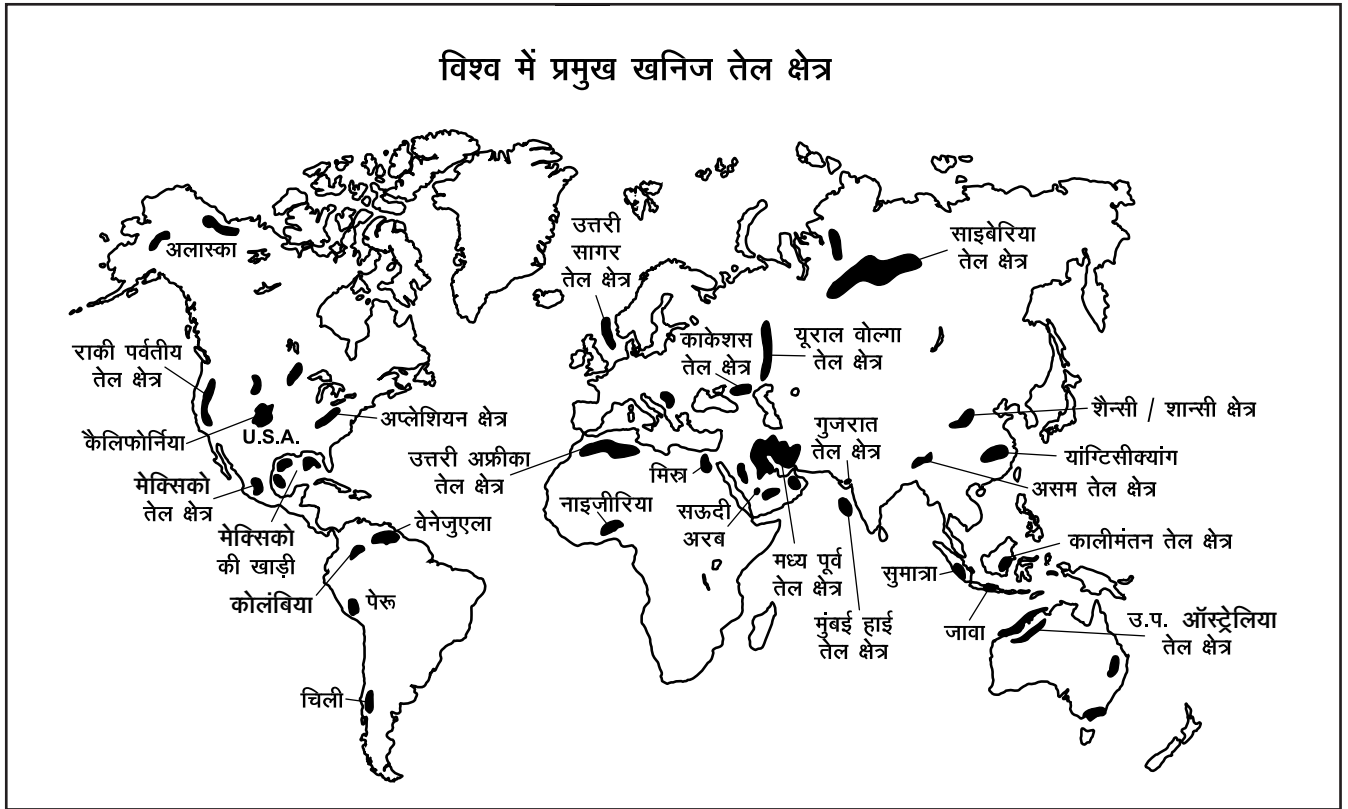 विश्व में प्रमुख खनिज तेल क्षेत्र
अलास्का
उत्तरी
सागर
तेल क्षेत्र
साइबेरिया
तेल क्षेत्र
राकी पर्वतीय
तेल क्षेत्र
काकेशस
तेल क्षेत्र
यूराल वोल्गा
तेल क्षेत्र
कैलिफोर्निया
U.S.A.
अप्लेशियन क्षेत्र
शैन्सी / शान्सी क्षेत्र
उत्तरी अफ्रीका
तेल क्षेत्र
मिस्र
गुजरात
तेल क्षेत्र
यांग्टिसीक्यांग
असम तेल क्षेत्र
मेक्सिको
तेल क्षेत्र
मेक्सिको
की खाड़ी
वेनेजुएला
नाइजीरिया
सऊदी
अरब
मध्य पूर्व
तेल क्षेत्र
कोलंबिया
पेरू
मुंबई हाई
तेल क्षेत्र
सुमात्रा
कालीमंतन तेल क्षेत्र
जावा
उ.प. ऑस्ट्रेलिया
तेल क्षेत्र
चिली